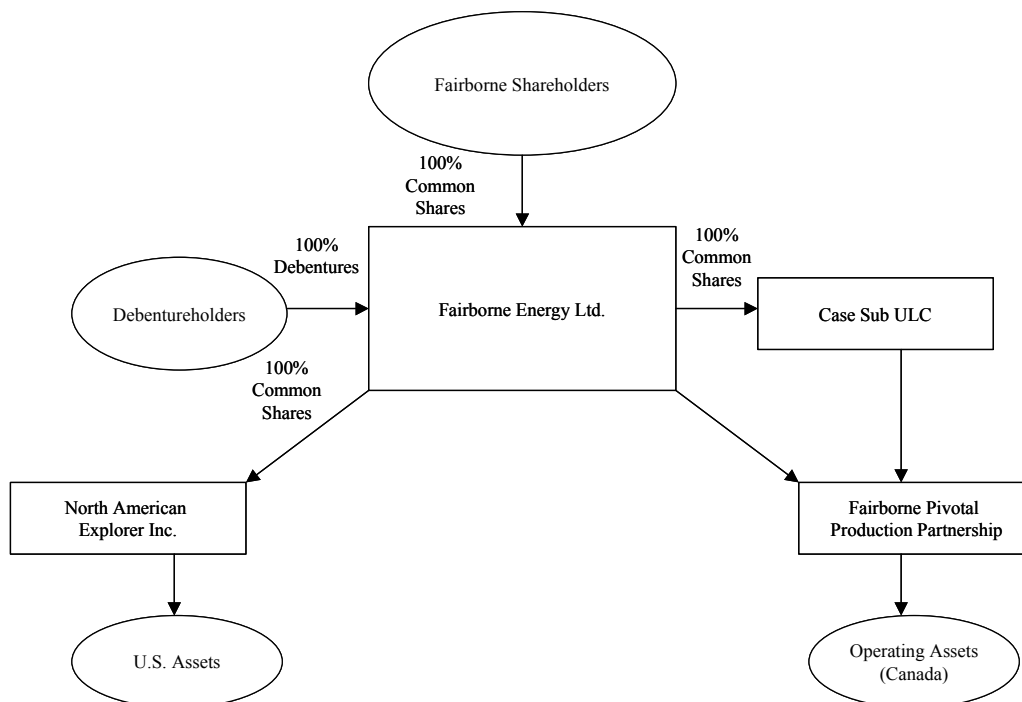 Fairborne Shareholders
100%
Common
Shares
100%
Debentures
100%
Common
Shares
Debentureholders
Fairborne Energy Ltd.
Case Sub ULC
100%
Common
Shares
North American
Explorer Inc.
Fairborne Pivotal
Production Partnership
U.S. Assets
Operating Assets
(Canada)